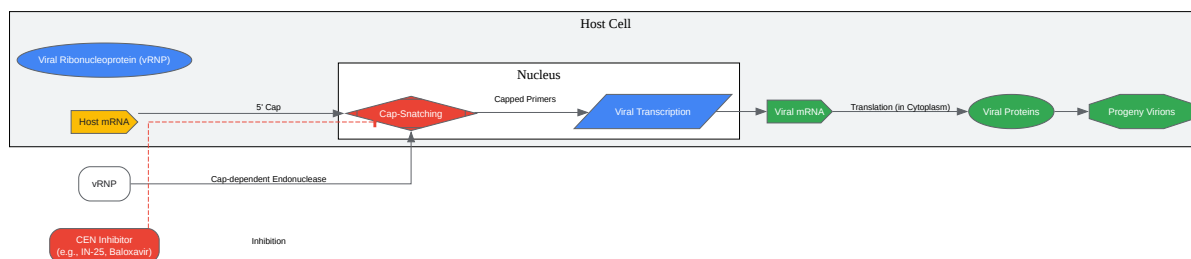 Host Cell
Viral Ribonucleoprotein (vRNP)
Nucleus
Host mRNA
5' Cap
Cap-Snatching
Capped Primers
Viral Transcription
Viral mRNA
Translation (in Cytoplasm)
Viral Proteins
Progeny Virions
vRNP
Cap-dependent Endonuclease
CEN Inhibitor
(e.g., IN-25, Baloxavir)
Inhibition